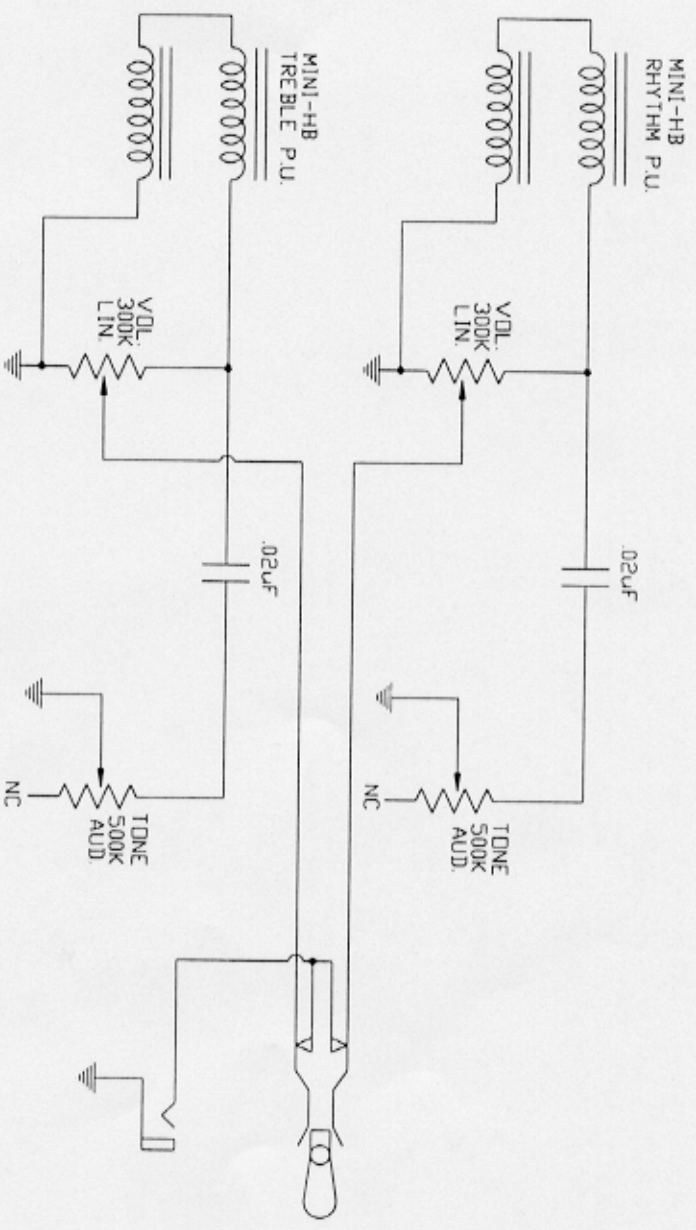 MINI-HB
RHYTHM P.U.
VOL.
300K
LIN.
.02uF
TONE
500K
AUD.
NC
MINI-HB
TREBLE P.U.
VOL.
300K
LIN.
.02uF
TONE
500K
AUD.
NC